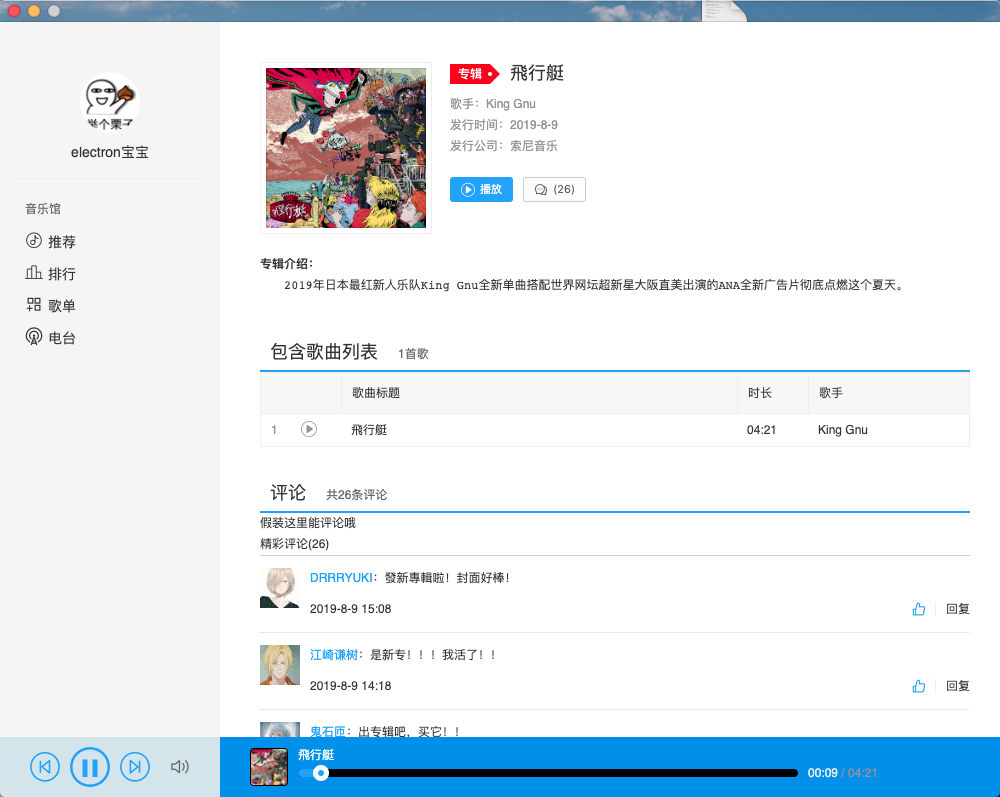 举个栗子
electron宝宝
音乐馆
推荐
排行
歌单
电台
专辑 飛行艇
歌手：King Gnu
发行时间：2019-8-9
发行公司：索尼音乐
播放 (26)
飛行艇
专辑介绍：
2019年日本最红新人乐队King Gnu全新单曲搭配世界网坛超新星大阪直美出演的ANA全新广告片彻底点燃这个夏天。
包含歌曲列表 1首歌
歌曲标题 时长 歌手
1 飛行艇 04:21 King Gnu
评论 共26条评论
假装这里能评论哦
精彩评论(26)
DRRRYUKI：發新專輯啦！封面好棒！
2019-8-9 15:08 回复
江崎谦树：是新专！！！我活了！！
2019-8-9 14:18 回复
鬼石匝：出专辑吧，买它！！
飛行艇
00:09 / 04:21